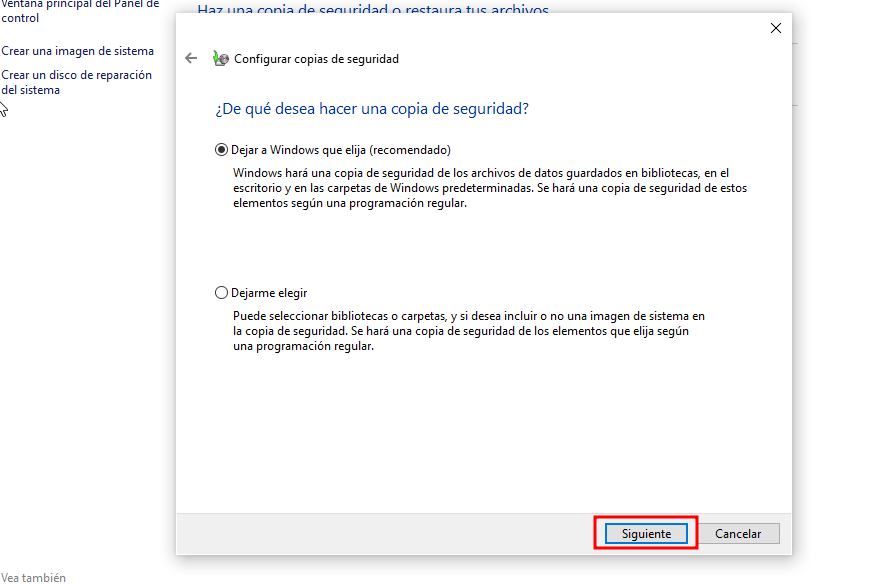 Ventana principal del Panel de
control
Haz una copia de seguridad o restaura tus archivos
Crear una imagen de sistema
Crear un disco de reparación
del sistema
Configurar copias de seguridad
¿De qué desea hacer una copia de seguridad?
Dejar a Windows que elija (recomendado)
Windows hará una copia de seguridad de los archivos de datos guardados en bibliotecas, en el
escritorio y en las carpetas de Windows predeterminadas. Se hará una copia de seguridad de estos
elementos según una programación regular.
Dejarme elegir
Puede seleccionar bibliotecas o carpetas, y si desea incluir o no una imagen de sistema en
la copia de seguridad. Se hará una copia de seguridad de los elementos que elija según
una programación regular.
Siguiente
Cancelar
Vea también